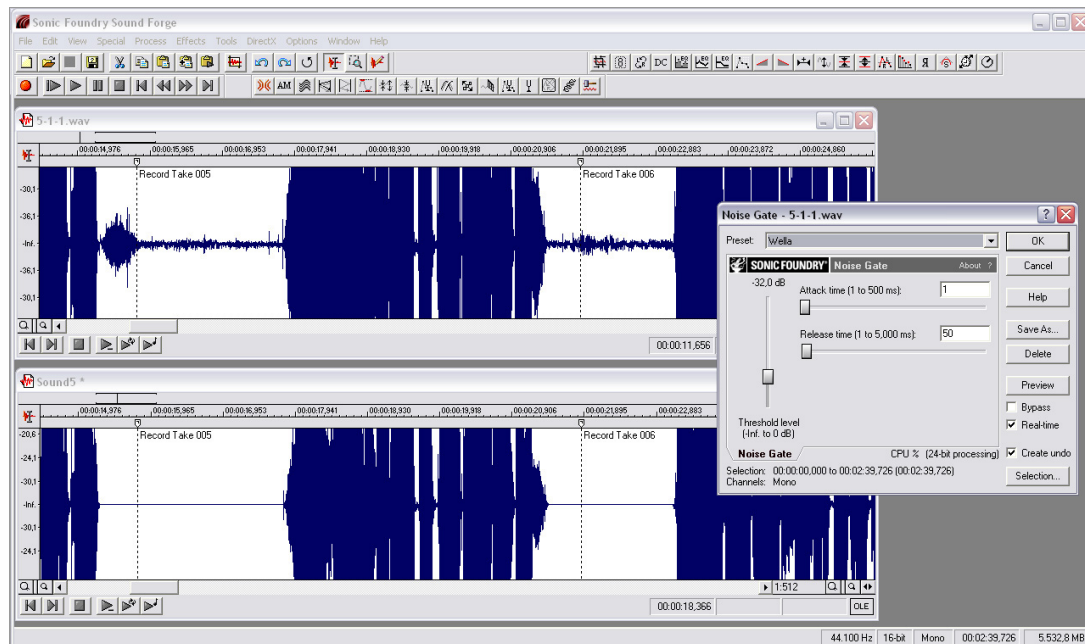 Sonic Foundry Sound Forge
File Edit View Special Process Effects Tools DirectX Options Window Help
DC
AM
5-1-1.wav
00:00:14,976 00:00:15,965 00:00:16,953 00:00:17,941 00:00:18,930 00:00:19,918 00:00:20,906 00:00:21,895 00:00:22,883 00:00:23,872 00:00:24,860
Record Take 005 Record Take 006
-30,1
-36,1
-Inf.
-36,1
-30,1
00:00:11,656
Sound5 *
00:00:14,976 00:00:15,965 00:00:16,953 00:00:17,941 00:00:18,930 00:00:19,918 00:00:20,906 00:00:21,895 00:00:22,883
-20,6
Record Take 005 Record Take 006
-24,1
-30,1
-Inf.
-30,1
-24,1
1:512
00:00:18,366 OLE
Noise Gate - 5-1-1.wav
Preset: Wella OK
SONIC FOUNDRY Noise Gate About ? Cancel
-32,0 dB
Attack time (1 to 500 ms): 1
Help
Release time (1 to 5,000 ms): 50
Save As...
Delete
Preview
Bypass
Threshold level
(-Inf. to 0 dB)
Real-time
Noise Gate CPU % (24-bit processing) Create undo
Selection: 00:00:00,000 to 00:02:39,726 (00:02:39,726)
Channels: Mono
Selection...
44.100 Hz 16-bit Mono 00:02:39,726 5.532,8 MB